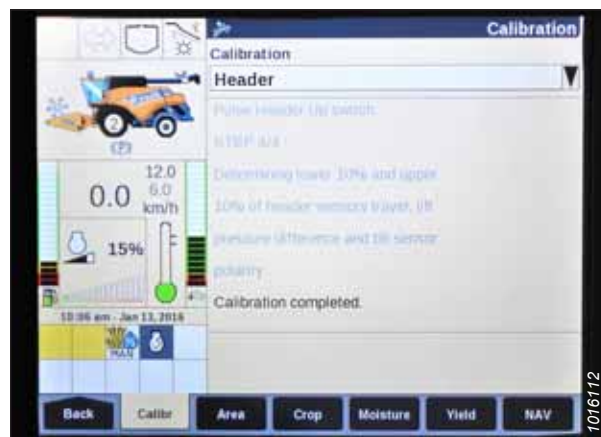 Calibration
Calibration
Header
Pulse Header Up switch.
STEP 4/4
Determining lower 10% and upper
10% of header sensors travel, lift
pressure difference and tilt sensor
polarity
Calibration completed.
2
(P)
12.0
0.0
6.0
km/h
15%
10:06 am - Jan 13, 2016
MAN
Back
Calibr
Area
Crop
Moisture
Yield
NAV
1016112